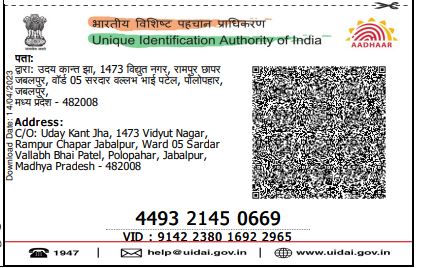 भारतीय विशिष्ट पहचान प्राधिकरण
Unique Identification Authority of India
AADHAAR
पता:
द्वारा: उदय कान्त झा, 1473 विद्युत नगर, रामपुर छापर
जबलपुर, वॉर्ड 05 सरदार वल्लभ भाई पटेल, पोलीपहार,
जबलपुर,
मध्य प्रदेश - 482008
Address:
C/O: Uday Kant Jha, 1473 Vidyut Nagar,
Rampur Chapar Jabalpur, Ward 05 Sardar
Vallabh Bhai Patel, Polopahar, Jabalpur,
Madhya Pradesh - 482008
Download Date: 14/04/2023
4493 2145 0669
VID : 9142 2380 1692 2965
1947 | help@uidai.gov.in | www.uidai.gov.in